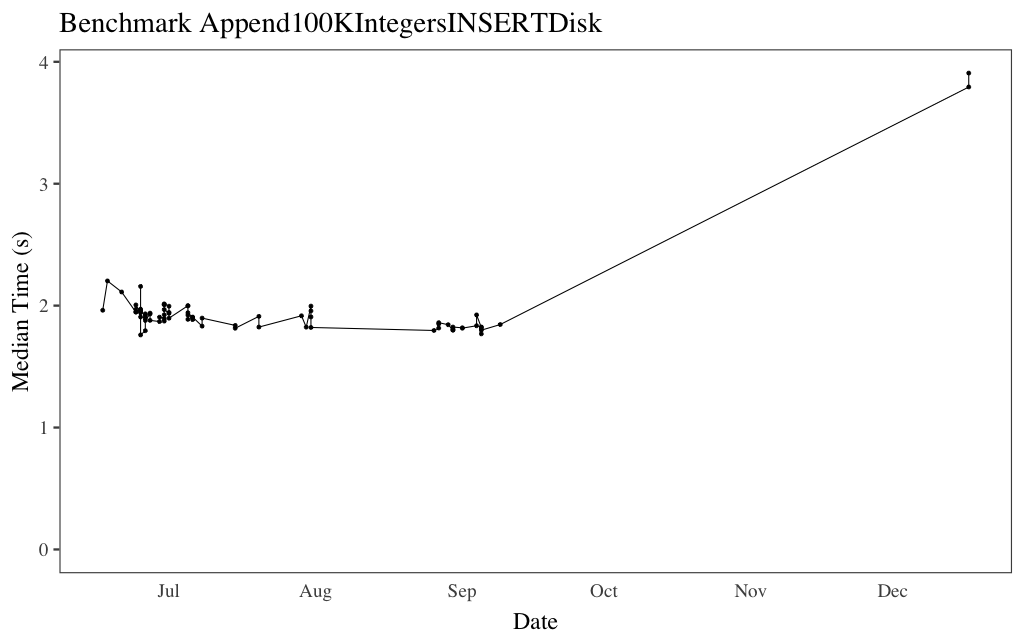 Benchmark Append100KIntegersINSERTDisk
4
3
2
1
0
Median Time (s)
Jul Aug Sep Oct Nov Dec
Date